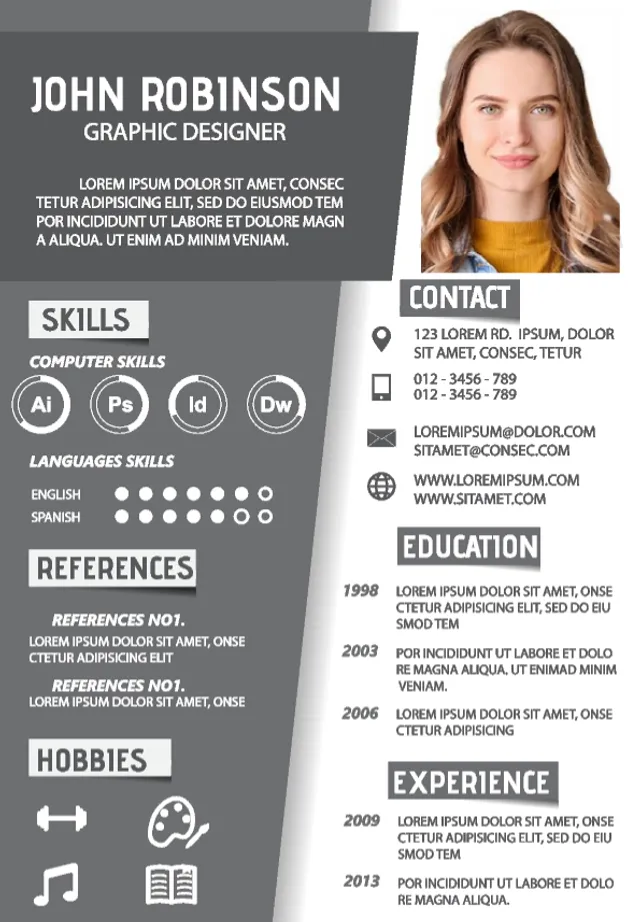 JOHN ROBINSON
GRAPHIC DESIGNER
LOREM IPSUM DOLOR SIT AMET, CONSEC
TETUR ADIPISICING ELIT, SED DO EIUSMOD TEM
POR INCIDIDUNT UT LABORE ET DOLORE MAGN
A ALIQUA. UT ENIM AD MINIM VENIAM.
SKILLS
COMPUTER SKILLS
Ai Ps Id Dw
LANGUAGES SKILLS
ENGLISH
SPANISH
REFERENCES
REFERENCES NO1.
LOREM IPSUM DOLOR SIT AMET, ONSE
CTETUR ADIPISICING ELIT
REFERENCES NO1.
LOREM IPSUM DOLOR SIT AMET, ONSE
HOBBIES
CONTACT
123 LOREM RD. IPSUM, DOLOR
SIT AMET, CONSEC, TETUR
012 - 3456 - 789
012 - 3456 - 789
LOREMIPSUM@DOLOR.COM
SITAMET@CONSEC.COM
WWW.LOREMIPSUM.COM
WWW.SITAMET.COM
EDUCATION
1998 LOREM IPSUM DOLOR SIT AMET, ONSE
CTETUR ADIPISICING ELIT, SED DO EIU
SMOD TEM
2003 POR INCIDIDUNT UT LABORE ET DOLO
RE MAGNA ALIQUA. UT ENIMAD MINIM
VENIAM.
2006 LOREM IPSUM DOLOR SIT AMET, ONSE
CTETUR ADIPISICING
EXPERIENCE
2009 LOREM IPSUM DOLOR SIT AMET, ONSE
CTETUR ADIPISICING ELIT, SED DO EIU
SMOD TEM
2013 POR INCIDIDUNT UT LABORE ET DOLO
RE MAGNA ALIQUA.